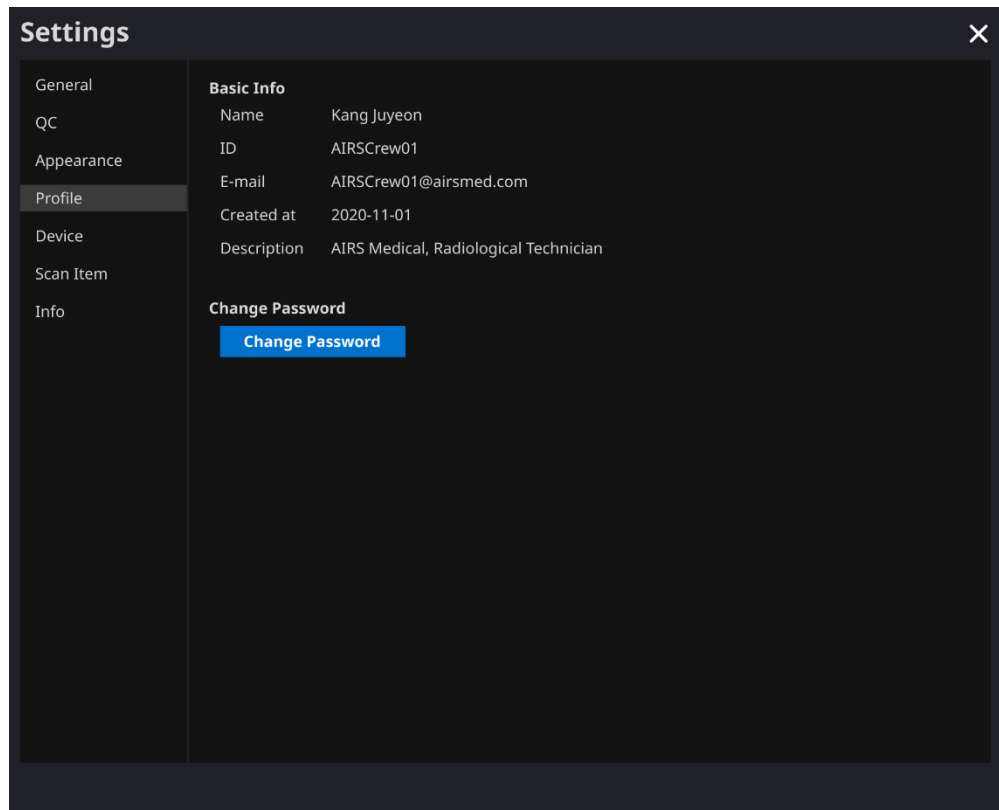 Settings
General
QC
Appearance
Profile
Device
Scan Item
Info
Basic Info
Name Kang Juyeon
ID AIRSCrew01
E-mail AIRSCrew01@airsmed.com
Created at 2020-11-01
Description AIRS Medical, Radiological Technician
Change Password
Change Password